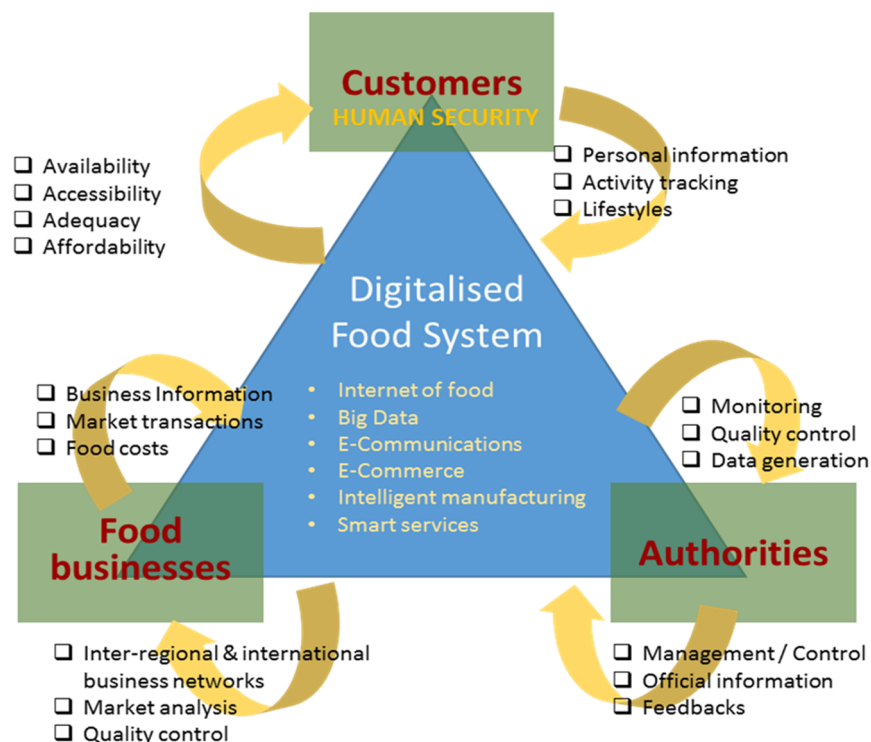 Customers
HUMAN SECURITY
❑ Availability
❑ Accessibility
❑ Adequacy
❑ Affordability
❑ Personal information
❑ Activity tracking
❑ Lifestyles
Digitalised
Food System
• Internet of food
• Big Data
• E-Communications
• E-Commerce
• Intelligent manufacturing
• Smart services
❑ Business Information
❑ Market transactions
❑ Food costs
❑ Monitoring
❑ Quality control
❑ Data generation
Food
businesses
Authorities
❑ Inter-regional & international
business networks
❑ Market analysis
❑ Quality control
❑ Management / Control
❑ Official information
❑ Feedbacks